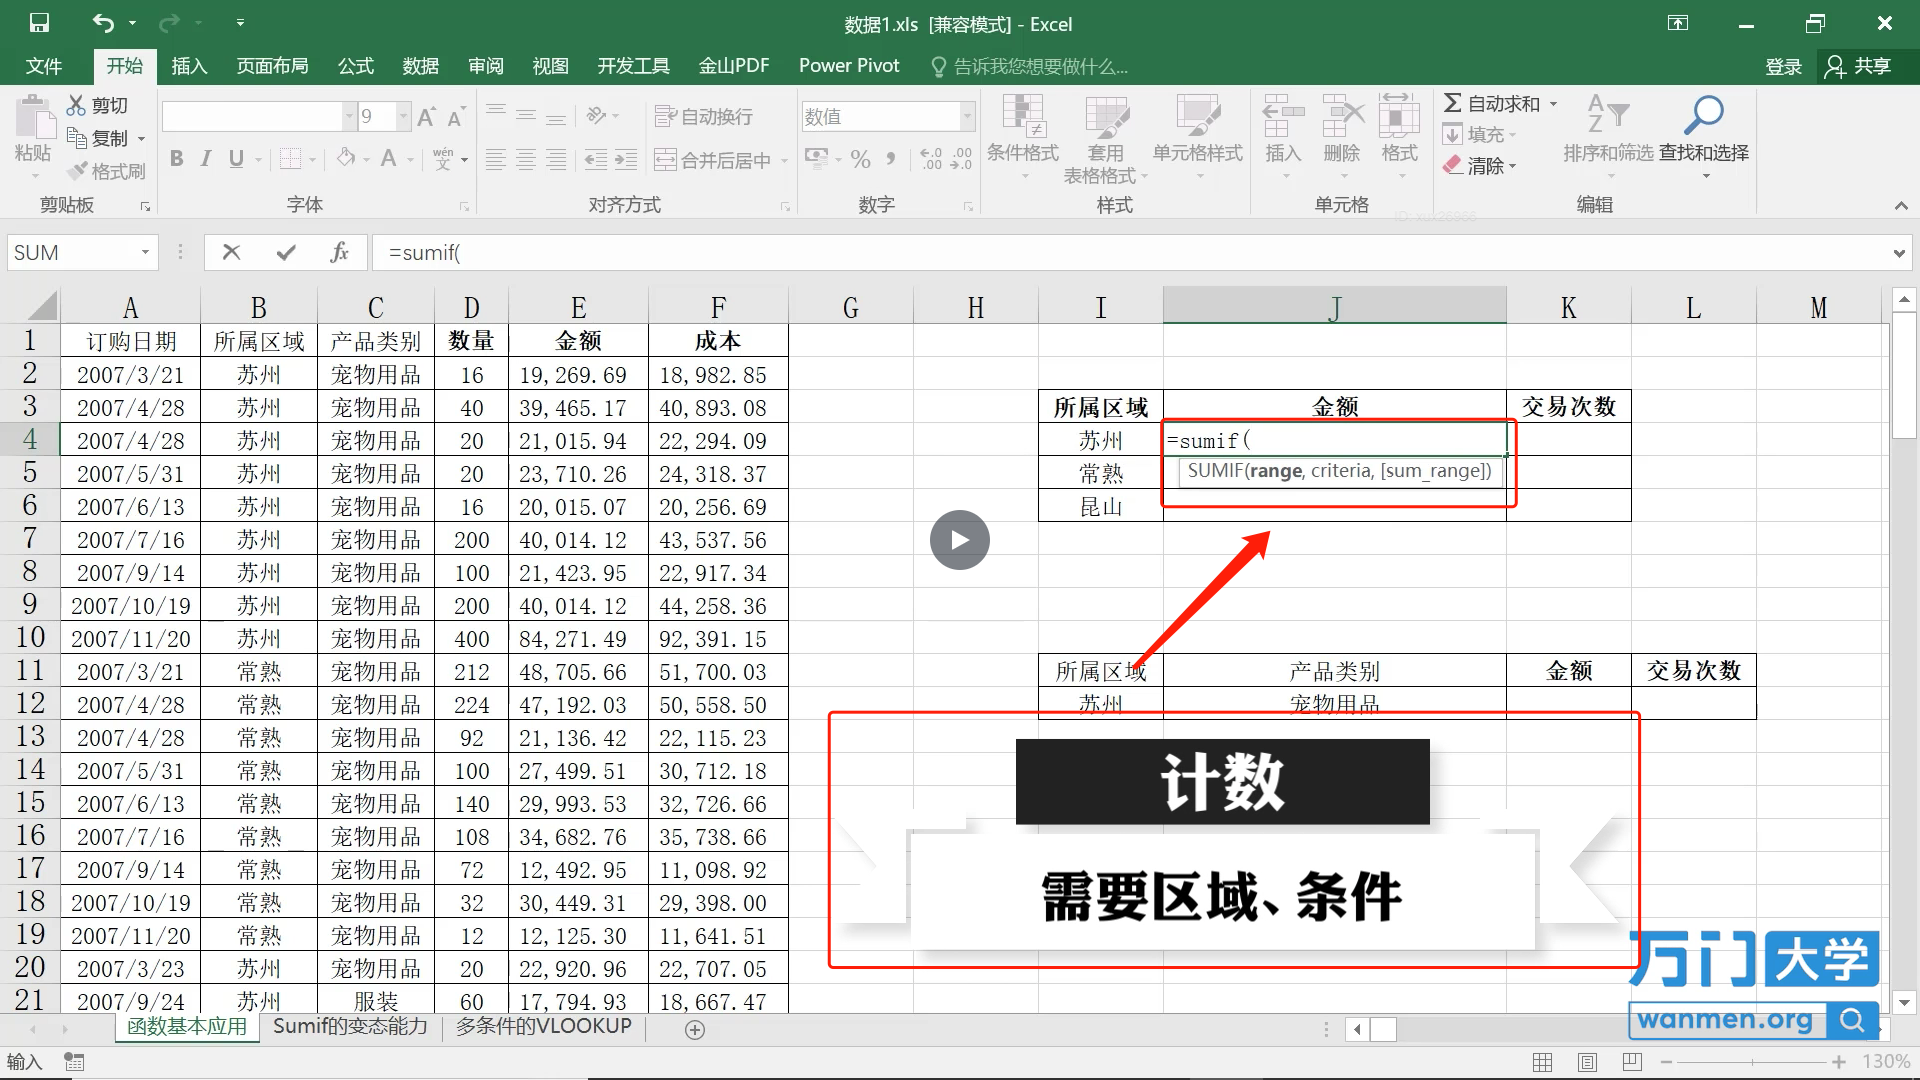 数据1.xls [兼容模式] - Excel
文件 开始 插入 页面布局 公式 数据 审阅 视图 开发工具 金山PDF Power Pivot 告诉我您想要做什么... 登录 共享
粘贴 剪切 复制 格式刷 剪贴板
9 B I U A wén 文 字体
自动换行 合并后居中 对齐方式
数值 % 数字
条件格式 套用表格格式 单元格样式 样式
插入 删除 格式 单元格
自动求和 填充 清除 排序和筛选 查找和选择 编辑
SUM fx =sumif(
A B C D E F G H I J K L M
1 订购日期 所属区域 产品类别 数量 金额 成本
2 2007/3/21 苏州 宠物用品 16 19,269.69 18,982.85
3 2007/4/28 苏州 宠物用品 40 39,465.17 40,893.08 所属区域 金额 交易次数
4 2007/4/28 苏州 宠物用品 20 21,015.94 22,294.09 苏州 =sumif(
5 2007/5/31 苏州 宠物用品 20 23,710.26 24,318.37 常熟 SUMIF(range, criteria, [sum_range])
6 2007/6/13 苏州 宠物用品 16 20,015.07 20,256.69 昆山
7 2007/7/16 苏州 宠物用品 200 40,014.12 43,537.56
8 2007/9/14 苏州 宠物用品 100 21,423.95 22,917.34
9 2007/10/19 苏州 宠物用品 200 40,014.12 44,258.36
10 2007/11/20 苏州 宠物用品 400 84,271.49 92,391.15
11 2007/3/21 常熟 宠物用品 212 48,705.66 51,700.03 所属区域 产品类别 金额 交易次数
12 2007/4/28 常熟 宠物用品 224 47,192.03 50,558.50 苏州 宠物用品
13 2007/4/28 常熟 宠物用品 92 21,136.42 22,115.23
14 2007/5/31 常熟 宠物用品 100 27,499.51 30,712.18
15 2007/6/13 常熟 宠物用品 140 29,993.53 32,726.66
16 2007/7/16 常熟 宠物用品 108 34,682.76 35,738.66
17 2007/9/14 常熟 宠物用品 72 12,492.95 11,098.92
18 2007/10/19 常熟 宠物用品 32 30,449.31 29,398.00
19 2007/11/20 常熟 宠物用品 12 12,125.30 11,641.51
20 2007/3/23 苏州 宠物用品 20 22,920.96 22,707.05
21 2007/9/24 苏州 服装 60 17,794.93 18,667.47
计数
需要区域、条件
万门大学
wanmen.org
函数基本应用 Sumif的变态能力 多条件的VLOOKUP
输入 130%